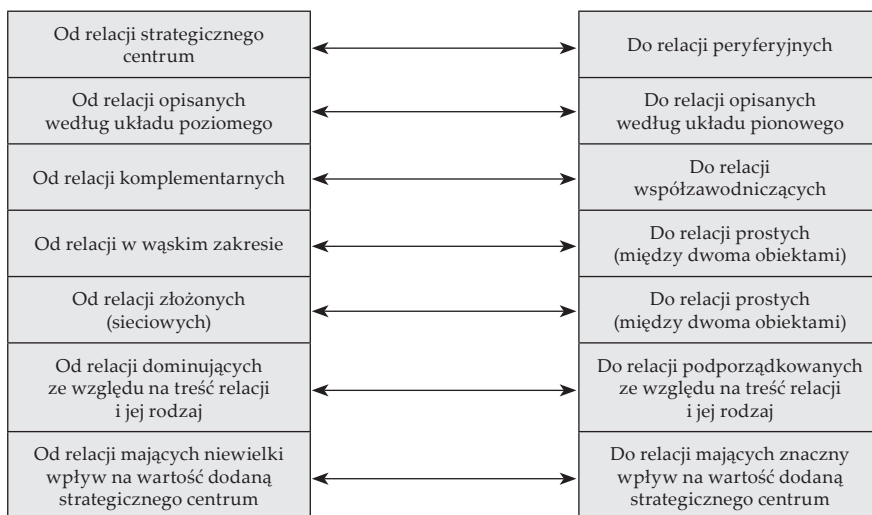 Od relacji strategicznego
centrum
Do relacji peryferyjnych
Od relacji opisanych
według układu poziomego
Do relacji opisanych
według układu pionowego
Od relacji komplementarnych
Do relacji
współzawodniczących
Od relacji w wąskim zakresie
Do relacji prostych
(między dwoma obiektami)
Od relacji złożonych
(sieciowych)
Do relacji prostych
(między dwoma obiektami)
Od relacji dominujących
ze względu na treść relacji
i jej rodzaj
Do relacji podporządkowanych
ze względu na treść relacji
i jej rodzaj
Od relacji mających niewielki
wpływ na wartość dodaną
strategicznego centrum
Do relacji mających znaczny
wpływ na wartość dodaną
strategicznego centrum